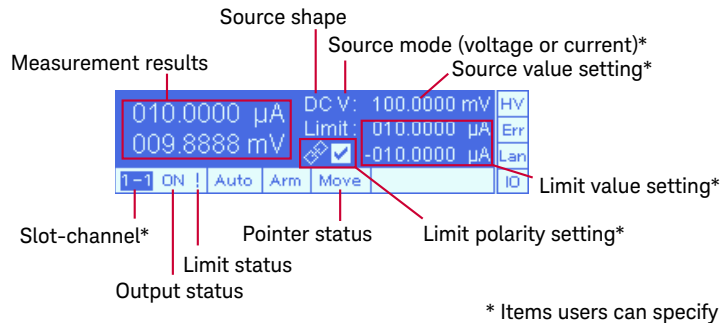 Source shape
Source mode (voltage or current)*
Source value setting*
Measurement results
010.0000 µA
009.8888 mV
DC V: 100.0000 mV
Limit: 010.0000 µA
-010.0000 µA
HV
Err
Lan
IO
1-1 ON ! Auto Arm Move
Limit value setting*
Slot-channel*
Pointer status
Limit polarity setting*
Limit status
Output status
* Items users can specify